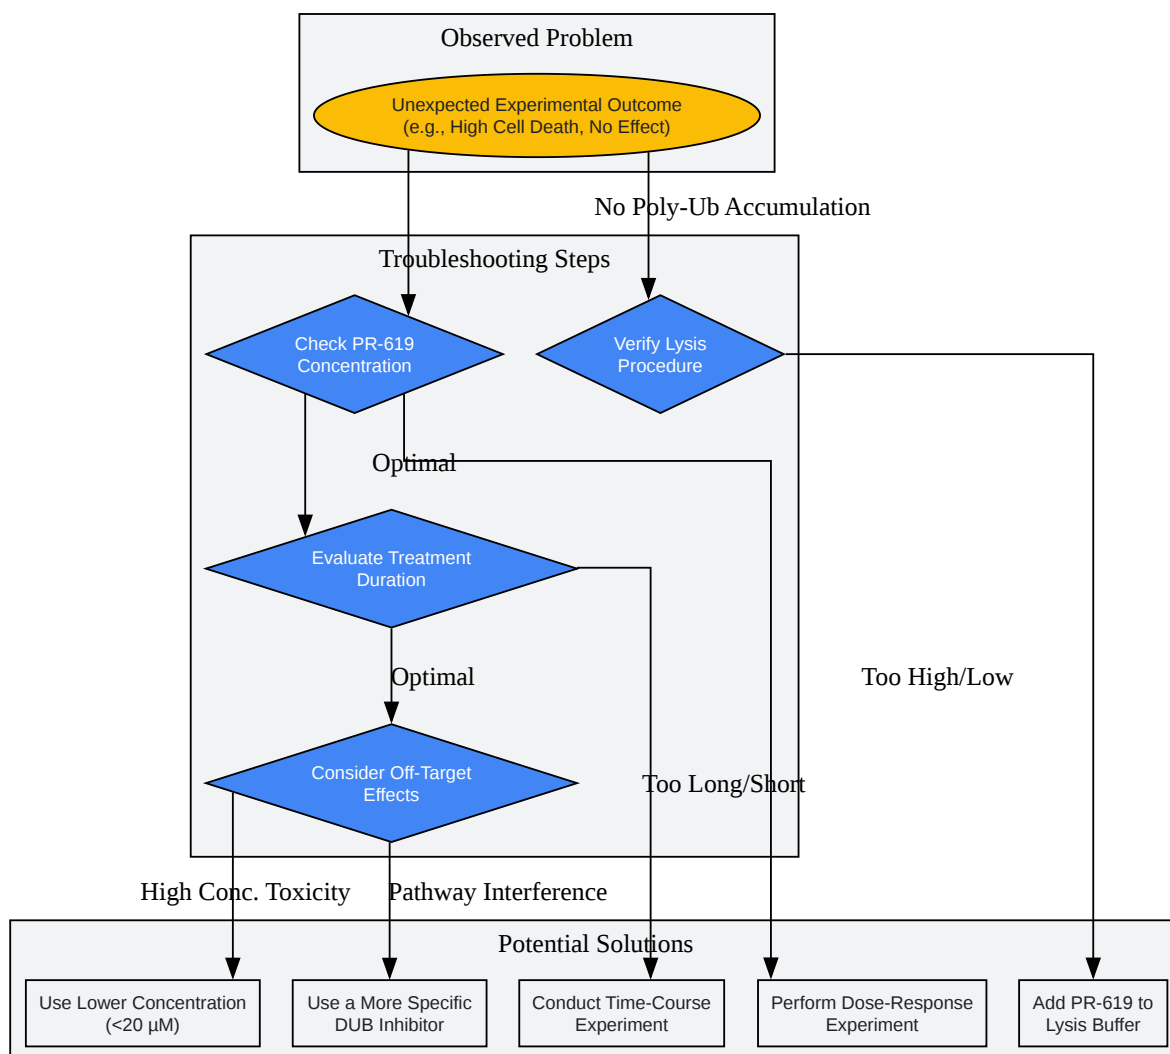 Observed Problem
Unexpected Experimental Outcome
(e.g., High Cell Death, No Effect)
No Poly-Ub Accumulation
Troubleshooting Steps
Check PR-619
Concentration
Verify Lysis
Procedure
Optimal
Evaluate Treatment
Duration
Optimal
Too High/Low
Consider Off-Target
Effects
Too Long/Short
High Conc. Toxicity
Pathway Interference
Potential Solutions
Use Lower Concentration
(<20 µM)
Use a More Specific
DUB Inhibitor
Conduct Time-Course
Experiment
Perform Dose-Response
Experiment
Add PR-619 to
Lysis Buffer